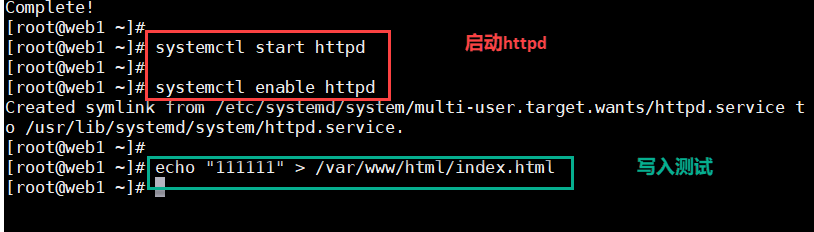 Complete!
[root@web1 ~]#
[root@web1 ~]# systemctl start httpd 启动httpd
[root@web1 ~]#
[root@web1 ~]# systemctl enable httpd
Created symlink from /etc/systemd/system/multi-user.target.wants/httpd.service t
o /usr/lib/systemd/system/httpd.service.
[root@web1 ~]#
[root@web1 ~]# echo "111111" > /var/www/html/index.html 写入测试
[root@web1 ~]#